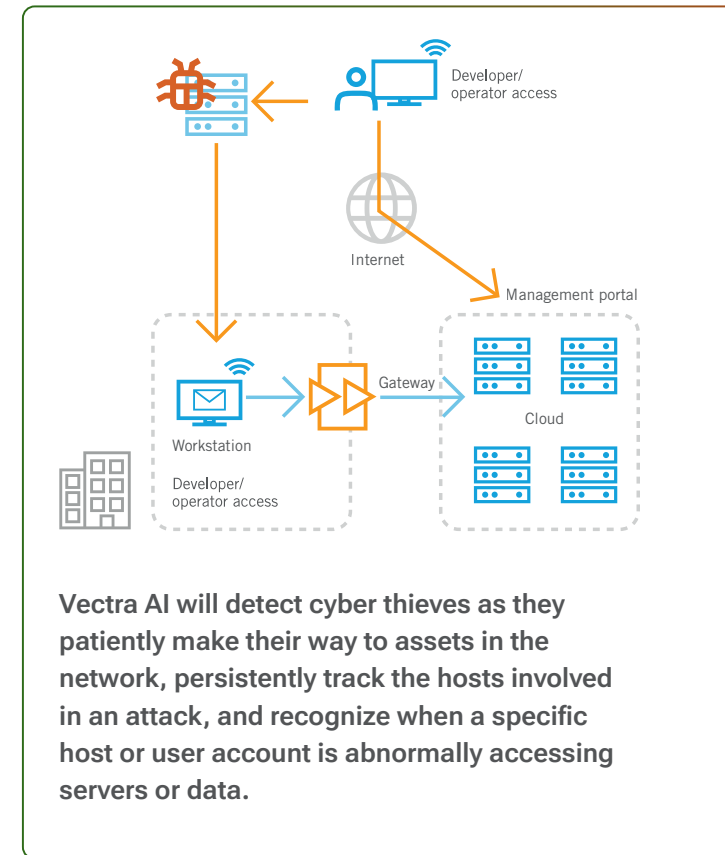 Developer/
operator access
Internet
Management portal
Gateway
Cloud
Workstation
Developer/
operator access
Vectra AI will detect cyber thieves as they
patiently make their way to assets in the
network, persistently track the hosts involved
in an attack, and recognize when a specific
host or user account is abnormally accessing
servers or data.